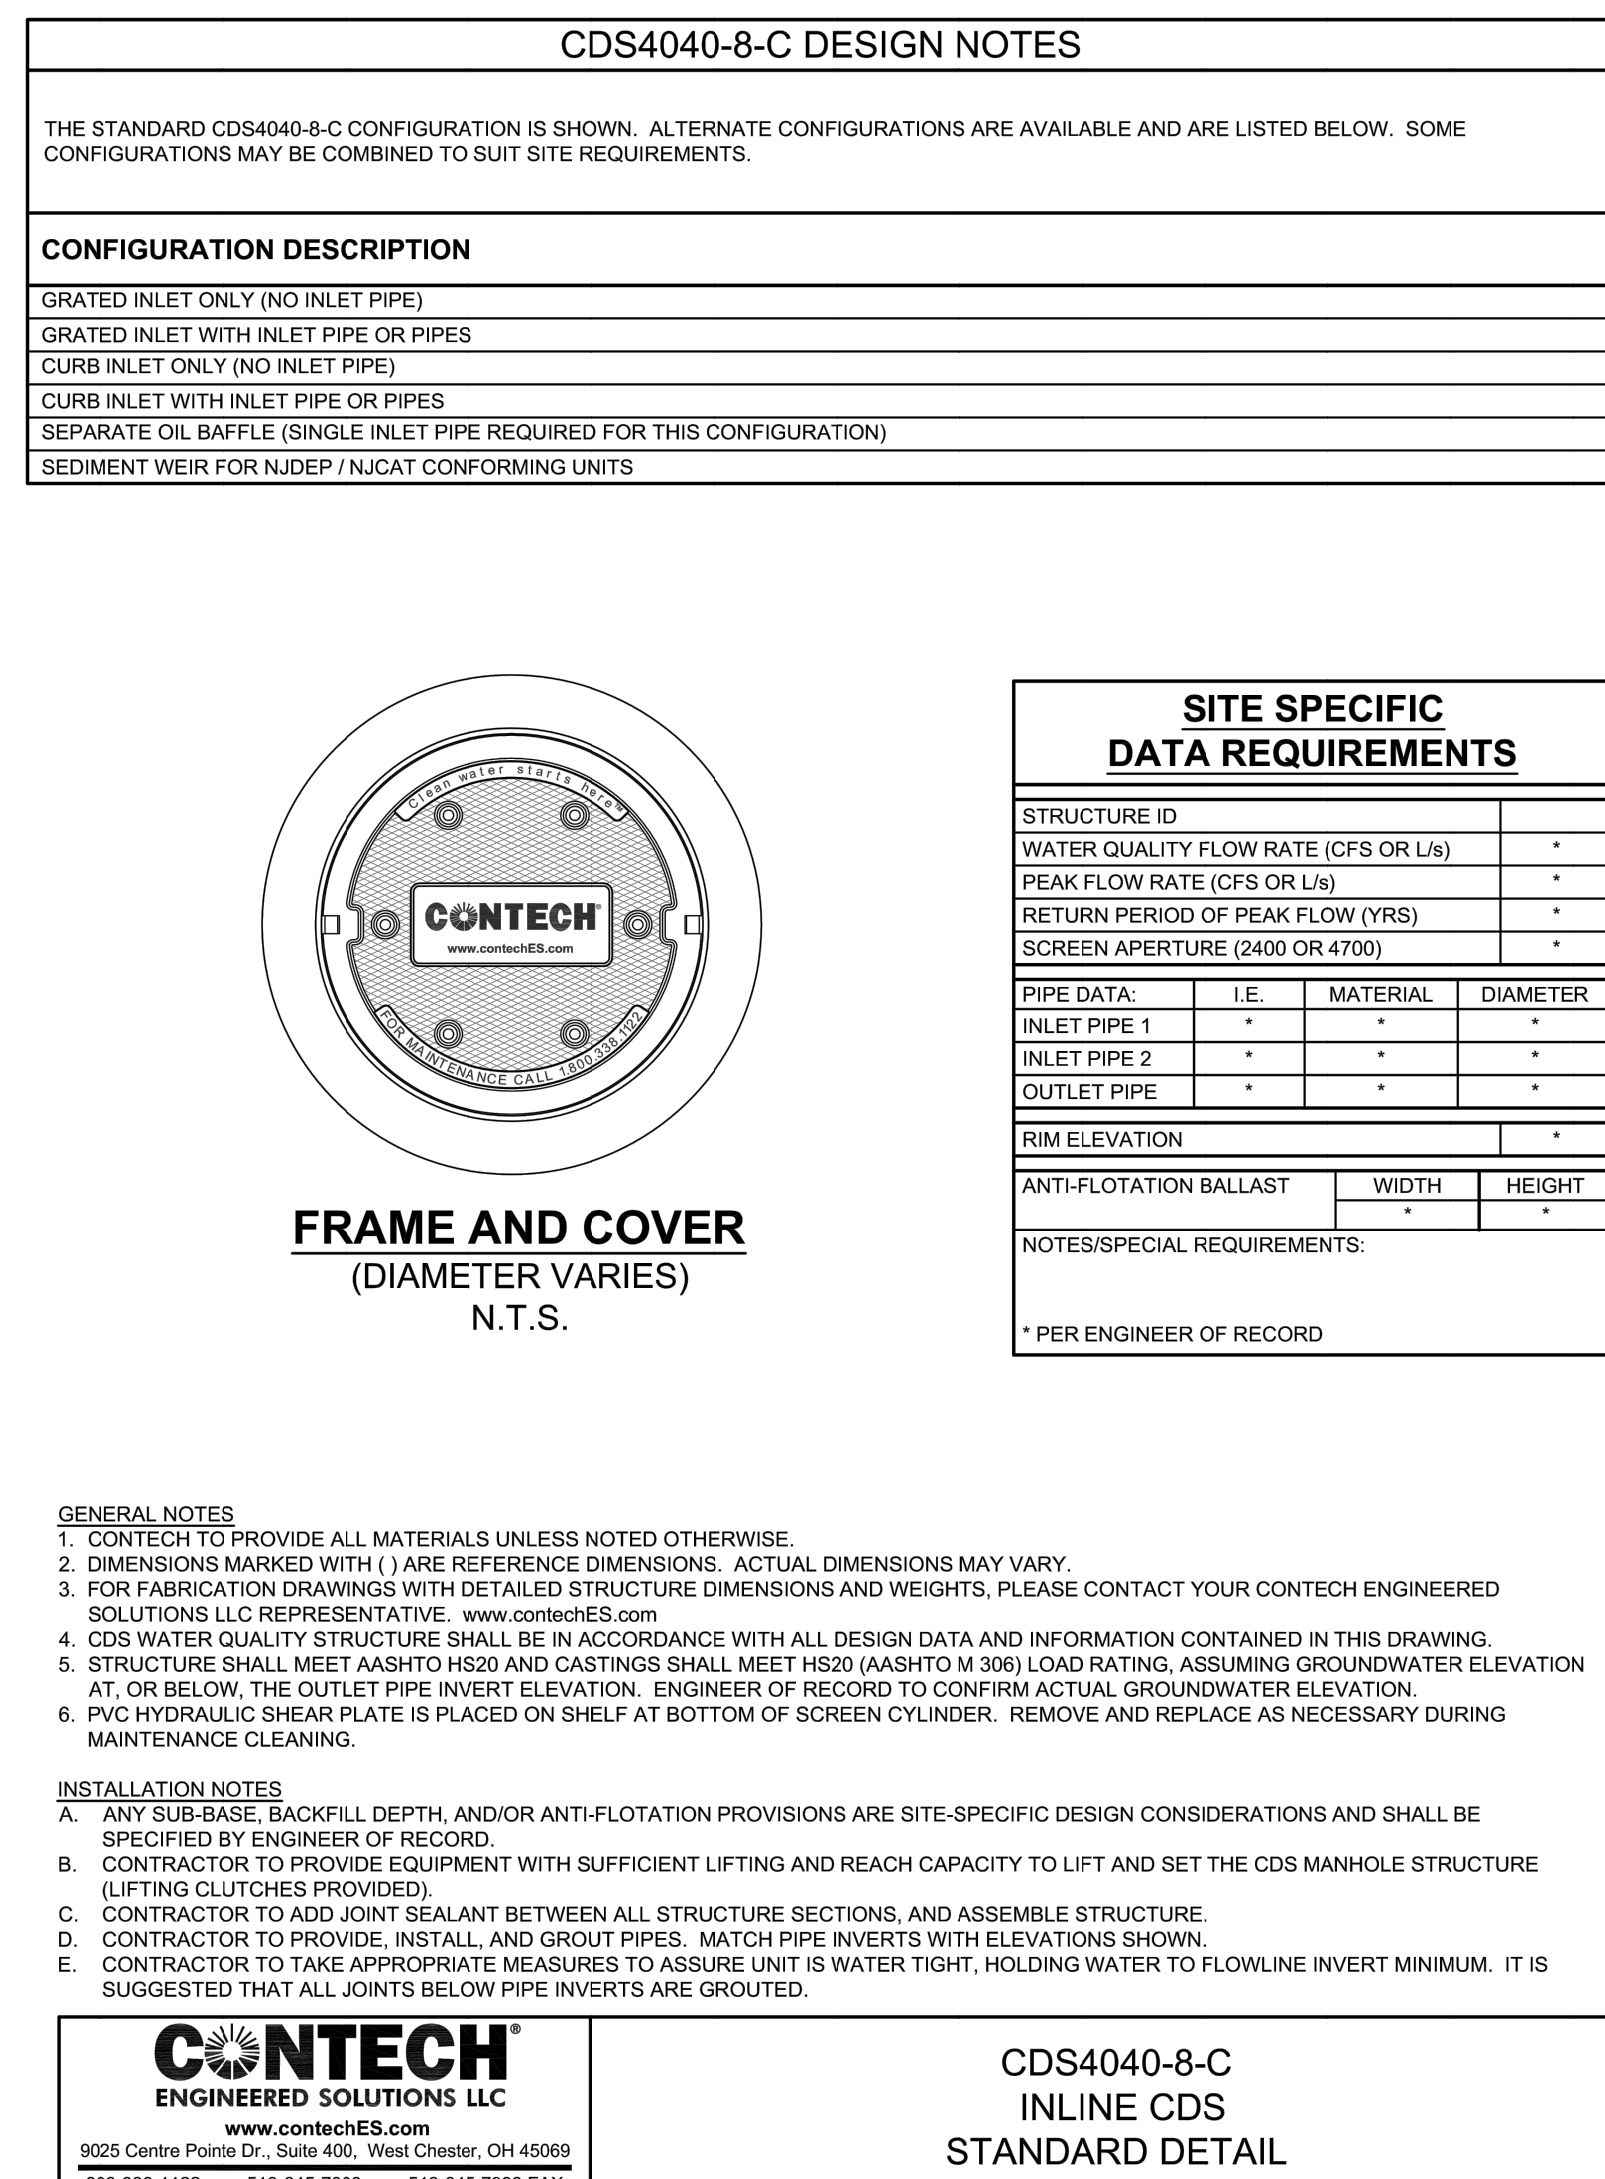 CDS4040-8-C DESIGN NOTES
THE STANDARD CDS4040-8-C CONFIGURATION IS SHOWN. ALTERNATE CONFIGURATIONS ARE AVAILABLE AND ARE LISTED BELOW. SOME
CONFIGURATIONS MAY BE COMBINED TO SUIT SITE REQUIREMENTS.
CONFIGURATION DESCRIPTION
GRATED INLET ONLY (NO INLET PIPE)
GRATED INLET WITH INLET PIPE OR PIPES
CURB INLET ONLY (NO INLET PIPE)
CURB INLET WITH INLET PIPE OR PIPES
SEPARATE OIL BAFFLE (SINGLE INLET PIPE REQUIRED FOR THIS CONFIGURATION)
SEDIMENT WEIR FOR NJDEP / NJCAT CONFORMING UNITS
Clean water starts here™
CONTECH®
www.contechES.com
FOR MAINTENANCE CALL 1.800.338.1122
FRAME AND COVER
(DIAMETER VARIES)
N.T.S.
SITE SPECIFIC
DATA REQUIREMENTS
STRUCTURE ID
WATER QUALITY FLOW RATE (CFS OR L/s) *
PEAK FLOW RATE (CFS OR L/s) *
RETURN PERIOD OF PEAK FLOW (YRS) *
SCREEN APERTURE (2400 OR 4700) *
PIPE DATA: I.E. MATERIAL DIAMETER
INLET PIPE 1 * * *
INLET PIPE 2 * * *
OUTLET PIPE * * *
RIM ELEVATION *
ANTI-FLOTATION BALLAST WIDTH HEIGHT
* *
NOTES/SPECIAL REQUIREMENTS:
* PER ENGINEER OF RECORD
GENERAL NOTES
1. CONTECH TO PROVIDE ALL MATERIALS UNLESS NOTED OTHERWISE.
2. DIMENSIONS MARKED WITH ( ) ARE REFERENCE DIMENSIONS. ACTUAL DIMENSIONS MAY VARY.
3. FOR FABRICATION DRAWINGS WITH DETAILED STRUCTURE DIMENSIONS AND WEIGHTS, PLEASE CONTACT YOUR CONTECH ENGINEERED
SOLUTIONS LLC REPRESENTATIVE. www.contechES.com
4. CDS WATER QUALITY STRUCTURE SHALL BE IN ACCORDANCE WITH ALL DESIGN DATA AND INFORMATION CONTAINED IN THIS DRAWING.
5. STRUCTURE SHALL MEET AASHTO HS20 AND CASTINGS SHALL MEET HS20 (AASHTO M 306) LOAD RATING, ASSUMING GROUNDWATER ELEVATION
AT, OR BELOW, THE OUTLET PIPE INVERT ELEVATION. ENGINEER OF RECORD TO CONFIRM ACTUAL GROUNDWATER ELEVATION.
6. PVC HYDRAULIC SHEAR PLATE IS PLACED ON SHELF AT BOTTOM OF SCREEN CYLINDER. REMOVE AND REPLACE AS NECESSARY DURING
MAINTENANCE CLEANING.
INSTALLATION NOTES
A. ANY SUB-BASE, BACKFILL DEPTH, AND/OR ANTI-FLOTATION PROVISIONS ARE SITE-SPECIFIC DESIGN CONSIDERATIONS AND SHALL BE
SPECIFIED BY ENGINEER OF RECORD.
B. CONTRACTOR TO PROVIDE EQUIPMENT WITH SUFFICIENT LIFTING AND REACH CAPACITY TO LIFT AND SET THE CDS MANHOLE STRUCTURE
(LIFTING CLUTCHES PROVIDED).
C. CONTRACTOR TO ADD JOINT SEALANT BETWEEN ALL STRUCTURE SECTIONS, AND ASSEMBLE STRUCTURE.
D. CONTRACTOR TO PROVIDE, INSTALL, AND GROUT PIPES. MATCH PIPE INVERTS WITH ELEVATIONS SHOWN.
E. CONTRACTOR TO TAKE APPROPRIATE MEASURES TO ASSURE UNIT IS WATER TIGHT, HOLDING WATER TO FLOWLINE INVERT MINIMUM. IT IS
SUGGESTED THAT ALL JOINTS BELOW PIPE INVERTS ARE GROUTED.
CONTECH®
ENGINEERED SOLUTIONS LLC
www.contechES.com
9025 Centre Pointe Dr., Suite 400, West Chester, OH 45069
CDS4040-8-C
INLINE CDS
STANDARD DETAIL